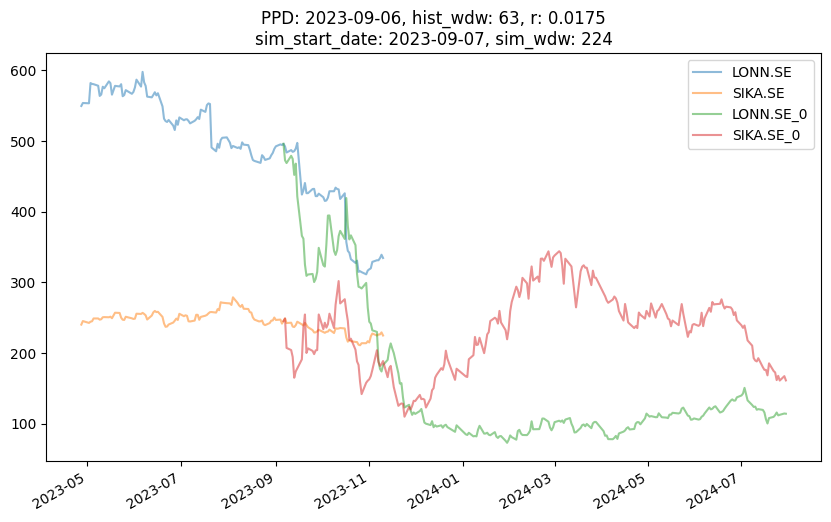 PPD: 2023-09-06, hist_wdw: 63, r: 0.0175
sim_start_date: 2023-09-07, sim_wdw: 224
600
500
400
300
200
100
LONN.SE
SIKA.SE
LONN.SE_0
SIKA.SE_0
2023-05
2023-07
2023-09
2023-11
2024-01
2024-03
2024-05
2024-07